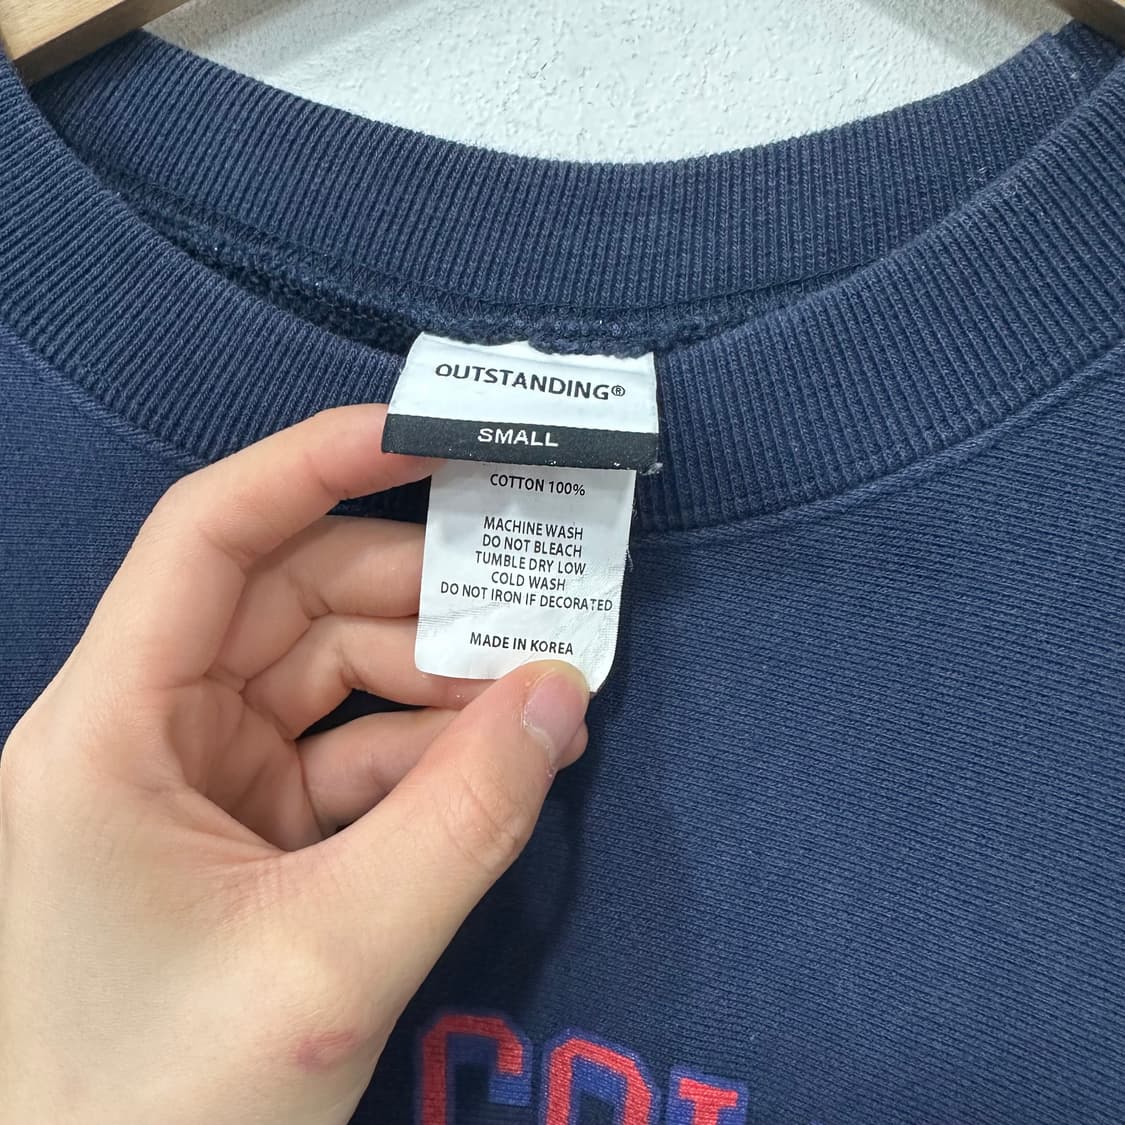 OUTSTANDING®
SMALL
COTTON 100%
MACHINE WASH
DO NOT BLEACH
TUMBLE DRY LOW
COLD WASH
DO NOT IRON IF DECORATED
MADE IN KOREA